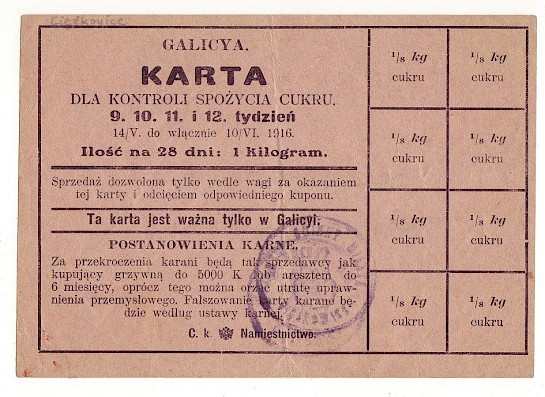 Ciężkowice
GALICYA.
KARTA
DLA KONTROLI SPOŻYCIA CUKRU.
9. 10. 11. i 12. tydzień
14/V. do włącznie 10/VI. 1916.
Ilość na 28 dni: 1 kilogram.
Sprzedaż dozwolona tylko wedle wagi za okazaniem
tej karty i odcięciem odpowiedniego kuponu.
Ta karta jest ważna tylko w Galicyi.
POSTANOWIENIA KARNE.
Za przekroczenia karani będą tak sprzedawcy jak
kupujący grzywną do 5000 K lub aresztem do
6 miesięcy, oprócz tego można orzec utratę upraw-
nienia przemysłowego. Fałszowanie karty karane bę-
dzie według ustawy karnej.
C. k. Namiestnictwo.
1/8 kg
cukru
1/8 kg
cukru
1/8 kg
cukru
1/8 kg
cukru
1/8 kg
cukru
1/8 kg
cukru
1/8 kg
cukru
1/8 kg
cukru